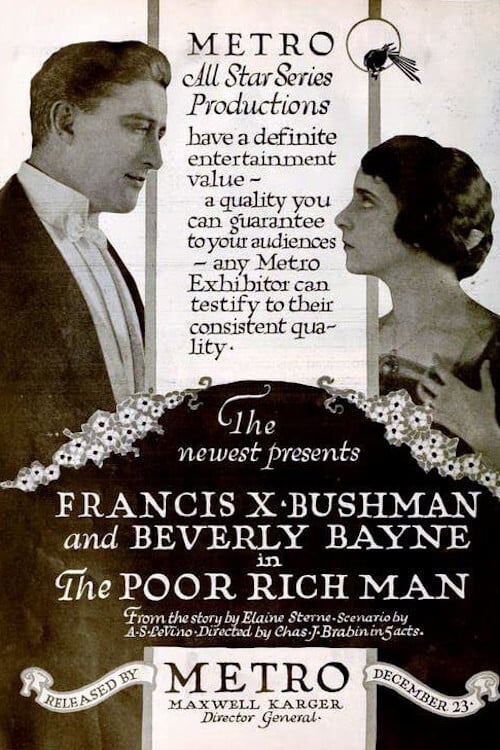 METRO
All Star Series
Productions
have a definite
entertainment
value ~
a quality you
can guarantee
to your audiences
~ any Metro
Exhibitor can
testify to their
consistent qua-
lity.
The
newest presents
FRANCIS X. BUSHMAN
and BEVERLY BAYNE
in
The POOR RICH MAN
From the story by Elaine Sterne. Scenario by
A.S. LeVino. Directed by Chas. J. Brabin in 5 acts.
RELEASED BY
METRO
DECEMBER 23.
MAXWELL KARGER
Director General.